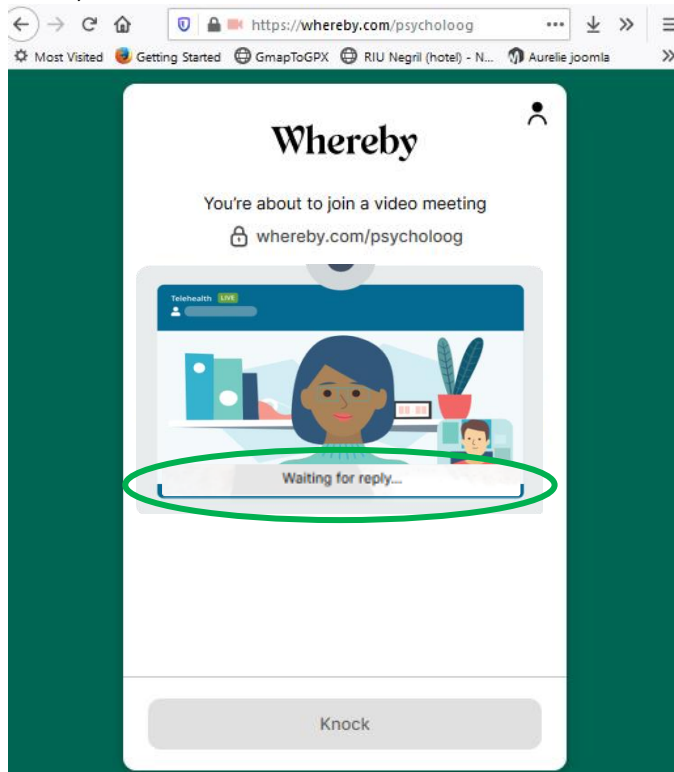 https://whereby.com/psycholoog
Most Visited Getting Started GmapToGPX RIU Negril (hotel) - N... Aurelie joomla
Whereby
You're about to join a video meeting
whereby.com/psycholoog
Telehealth LIVE
Waiting for reply...
Knock